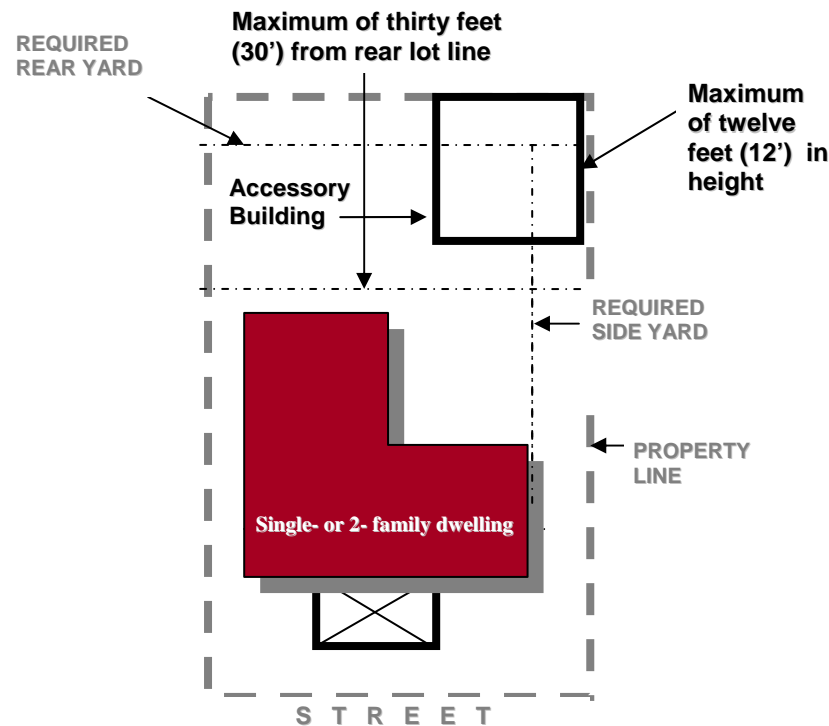 REQUIRED
REAR YARD
Maximum of thirty feet
(30') from rear lot line
Maximum
of twelve
feet (12') in
height
Accessory
Building
REQUIRED
SIDE YARD
PROPERTY
LINE
Single- or 2- family dwelling
S T R E E T